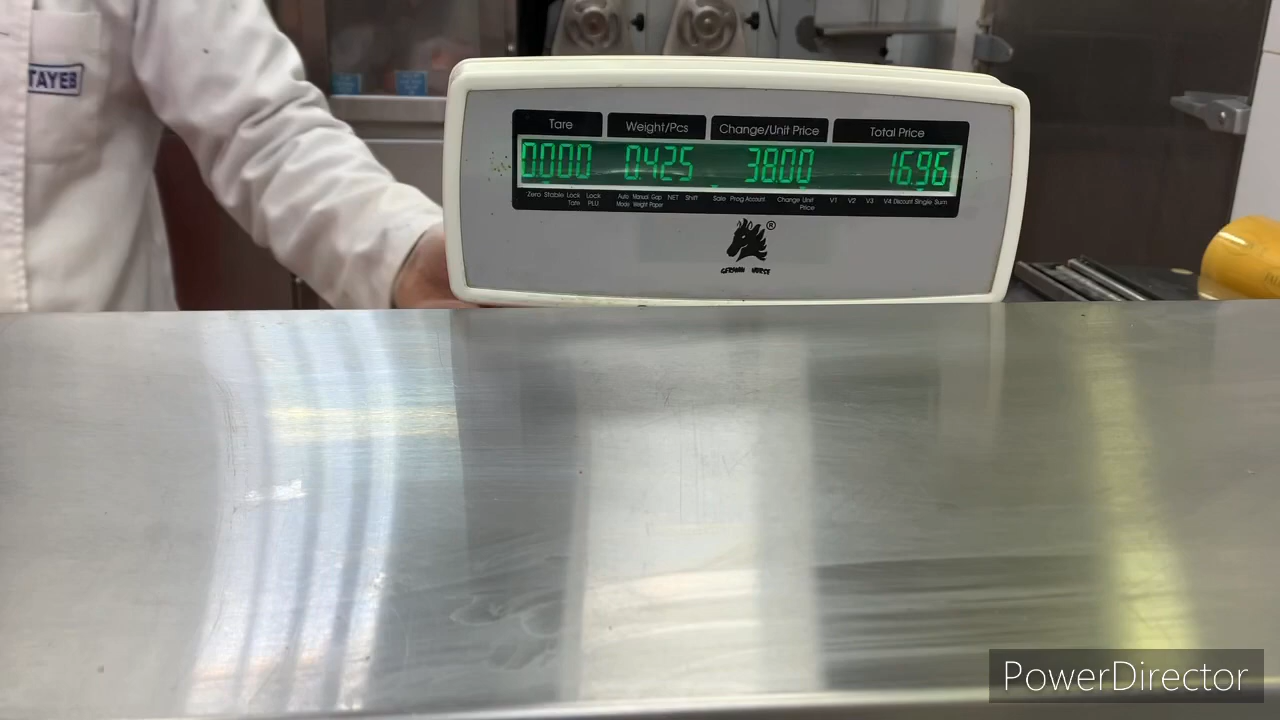 TAYEB
Tare Weight/Pcs Change/Unit Price Total Price
0.000 0.425 38.00 16.96
Zero Stable Lock Tare Lock PLU Auto Mode Manual Weight Gap Paper NET Shift Sale Prog Account Change Unit Price V1 V2 V3 V4 Discount Single Sum
®
GERMAN HORSE
PowerDirector